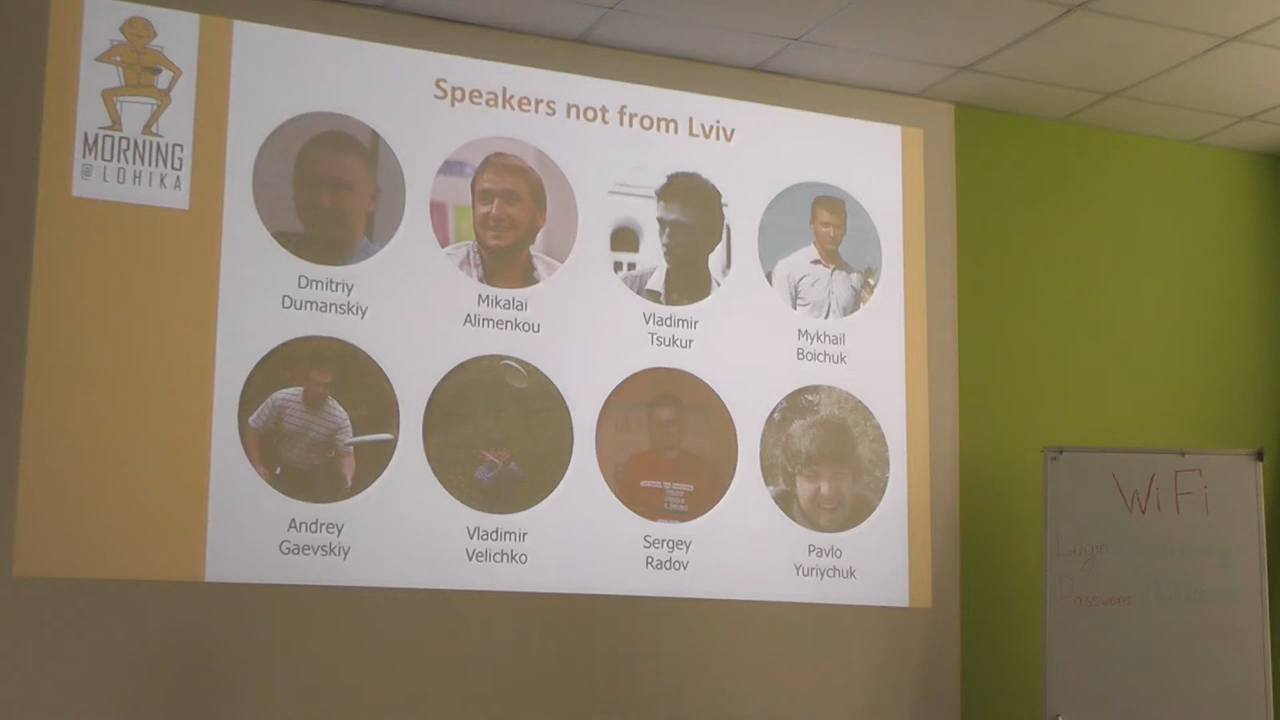 MORNING
@LOHIKA
Speakers not from Lviv
Dmitriy
Dumanskiy
Mikalai
Alimenkou
Vladimir
Tsukur
Mykhail
Boichuk
Andrey
Gaevskiy
Vladimir
Velichko
Sergey
Radov
Pavlo
Yuriychuk
WiFi
Login
Password